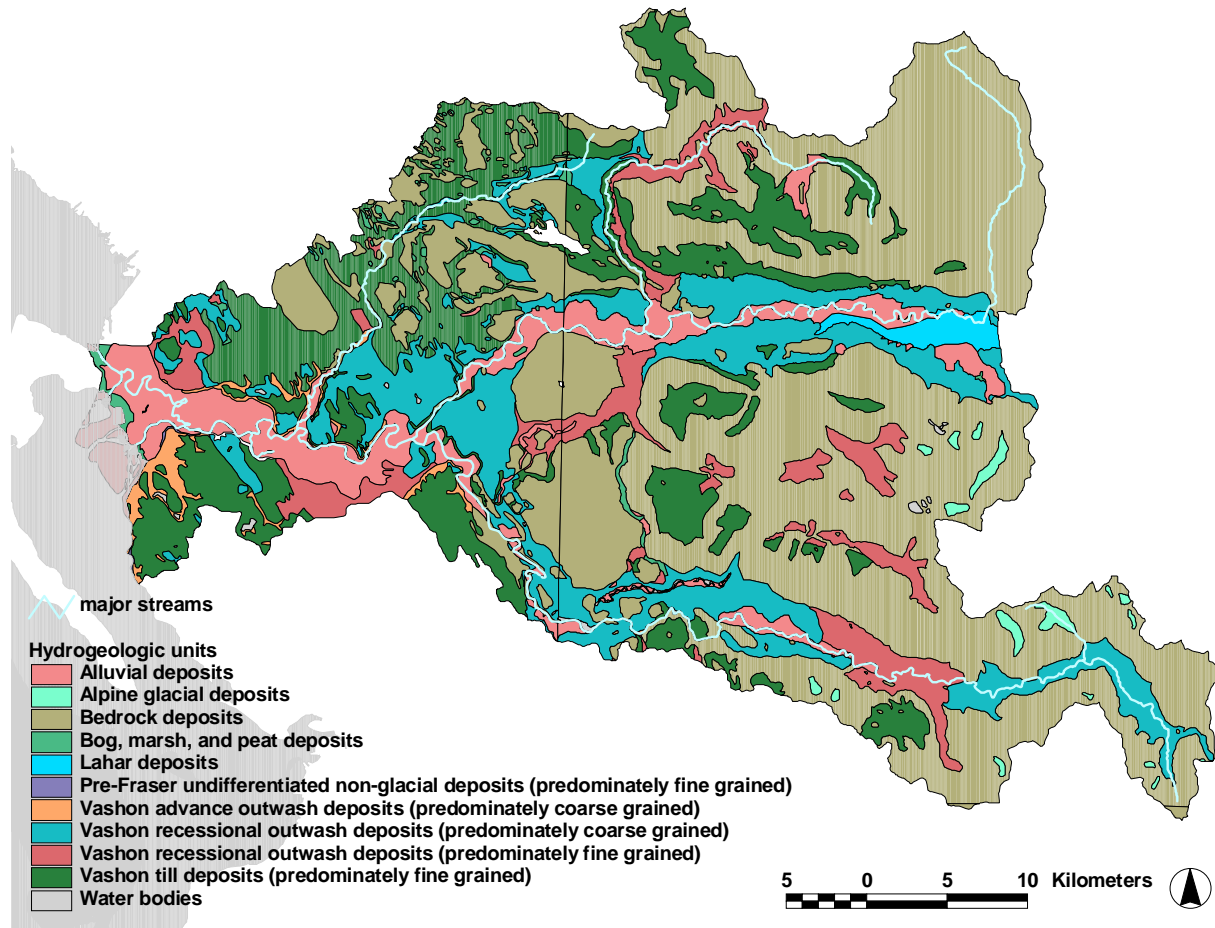 major streams
Hydrogeologic units
Alluvial deposits
Alpine glacial deposits
Bedrock deposits
Bog, marsh, and peat deposits
Lahar deposits
Pre-Fraser undifferentiated non-glacial deposits (predominately fine grained)
Vashon advance outwash deposits (predominately coarse grained)
Vashon recessional outwash deposits (predominately coarse grained)
Vashon recessional outwash deposits (predominately fine grained)
Vashon till deposits (predominately fine grained)
Water bodies
5 0 5 10 Kilometers